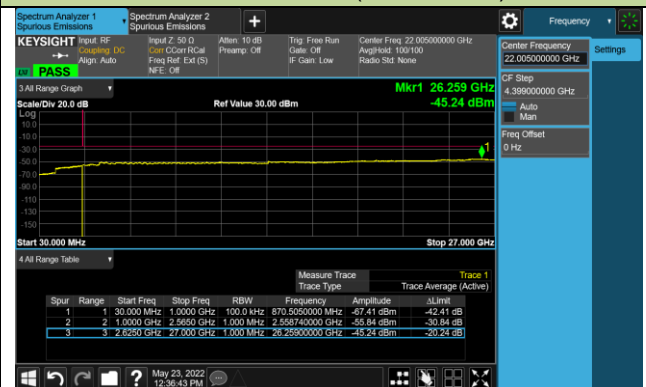 Spectrum Analyzer 1
Spurious Emissions
Spectrum Analyzer 2
Spurious Emissions
Frequency
KEYSIGHT
Input: RF
Coupling: DC
Align: Auto
Input Z: 50 Ω
Corr CCorr RCal
Freq Ref: Ext (S)
NFE: Off
Atten: 10 dB
Preamp: Off
Trig: Free Run
Gate: Off
IF Gain: Low
Center Freq: 22.005000000 GHz
Avg|Hold: 100/100
Radio Std: None
PASS
Center Frequency
22.005000000 GHz
Settings
CF Step
4.399000000 GHz
Auto
Man
Freq Offset
0 Hz
3 All Range Graph
Mkr1 26.259 GHz
Scale/Div 20.0 dB
Ref Value 30.00 dBm
-45.24 dBm
Log
10.0
-10.0
-30.0
-50.0
-70.0
-90.0
-110
-130
-150
1
Start 30.000 MHz
Stop 27.000 GHz
4 All Range Table
Measure Trace Trace 1
Trace Type Trace Average (Active)
Spur Range Start Freq Stop Freq RBW Frequency Amplitude ΔLimit
1 1 30.000 MHz 1.0000 GHz 100.0 kHz 870.5050000 MHz -67.41 dBm -42.41 dB
2 2 1.0000 GHz 2.5650 GHz 1.000 MHz 2.558740000 GHz -55.84 dBm -30.84 dB
3 3 2.6250 GHz 27.000 GHz 1.000 MHz 26.25900000 GHz -45.24 dBm -20.24 dB
May 23, 2022
12:36:43 PM